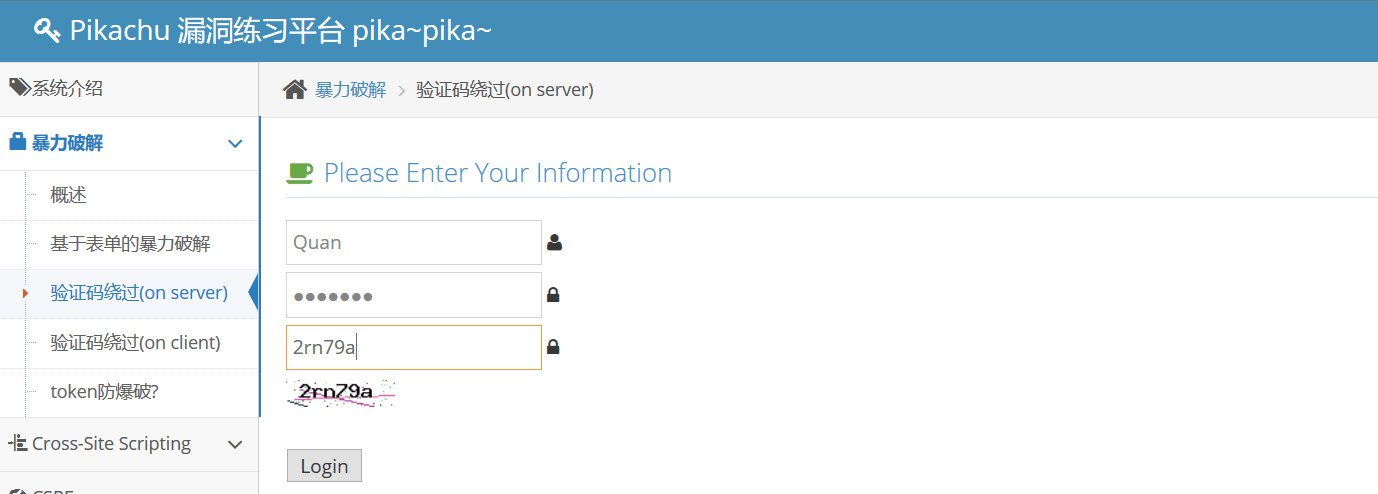 Pikachu 漏洞练习平台 pika~pika~
系统介绍
暴力破解
概述
基于表单的暴力破解
验证码绕过(on server)
验证码绕过(on client)
token防爆破?
Cross-Site Scripting
CSRF
暴力破解 > 验证码绕过(on server)
Please Enter Your Information
Quan
●●●●●●●
2rn79a
2rn79a
Login